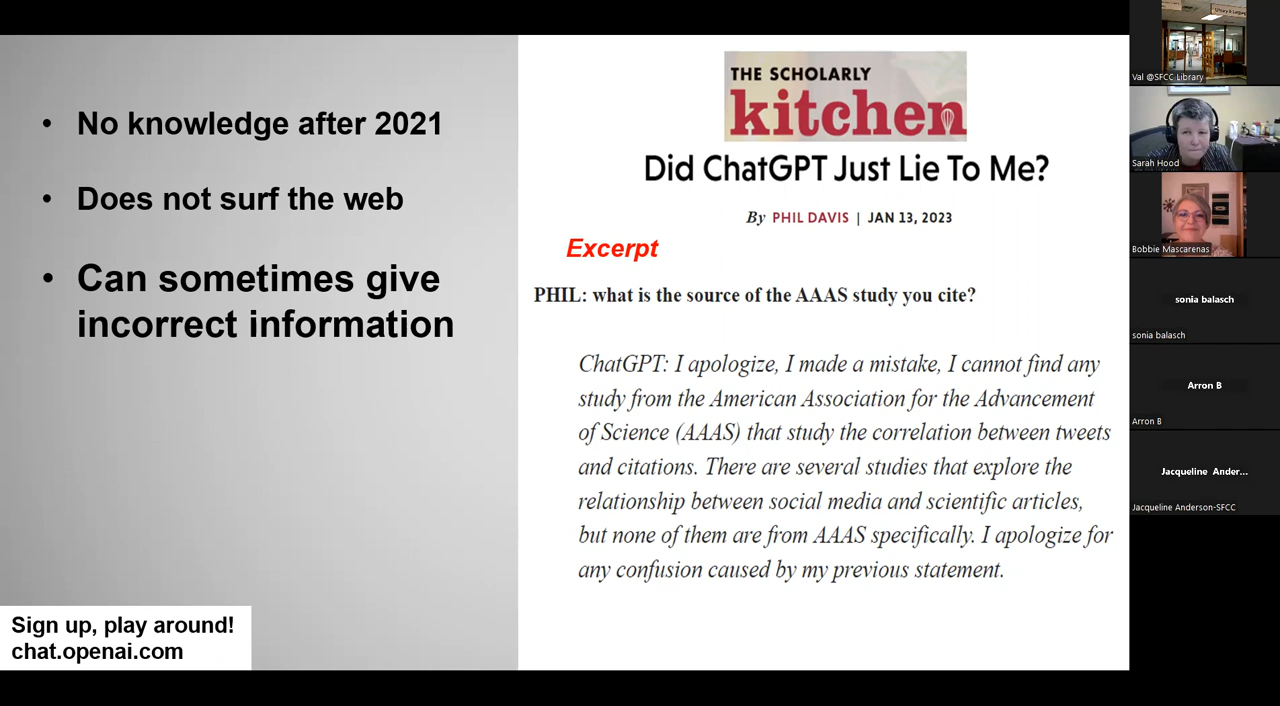 No knowledge after 2021
Does not surf the web
Can sometimes give
incorrect information
Sign up, play around!
chat.openai.com
THE SCHOLARLY
kitchen
Did ChatGPT Just Lie To Me?
By PHIL DAVIS | JAN 13, 2023
Excerpt
PHIL: what is the source of the AAAS study you cite?
ChatGPT: I apologize, I made a mistake, I cannot find any
study from the American Association for the Advancement
of Science (AAAS) that study the correlation between tweets
and citations. There are several studies that explore the
relationship between social media and scientific articles,
but none of them are from AAAS specifically. I apologize for
any confusion caused by my previous statement.
Val @SFCC Library
Sarah Hood
Bobbie Mascarenas
sonia balasch
sonia balasch
Arron B
Arron B
Jacqueline Ander...
Jacqueline Anderson-SFCC